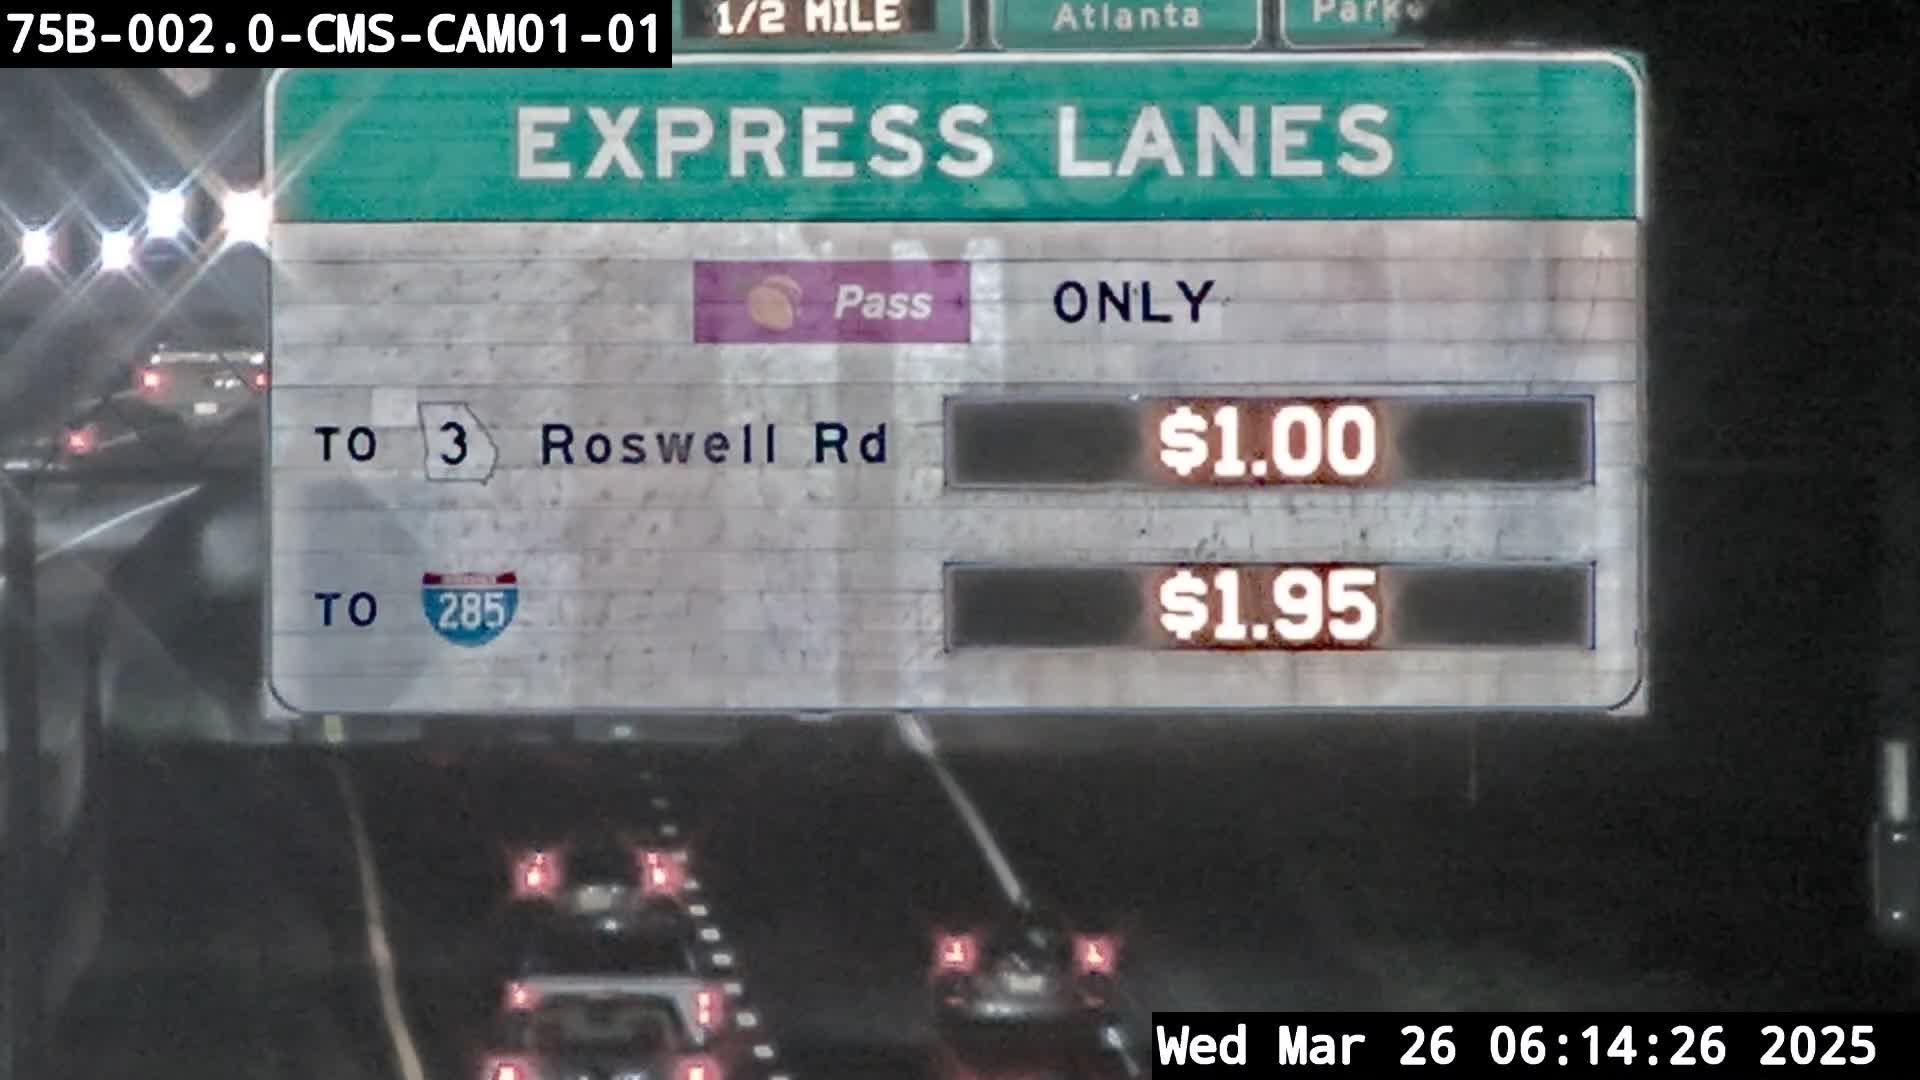 75B-002.0-CMS-CAM01-01
1/2 MILE
Atlanta
EXPRESS LANES
Pass ONLY
TO 3 Roswell Rd $1.00
TO 285 $1.95
Wed Mar 26 06:14:26 2025